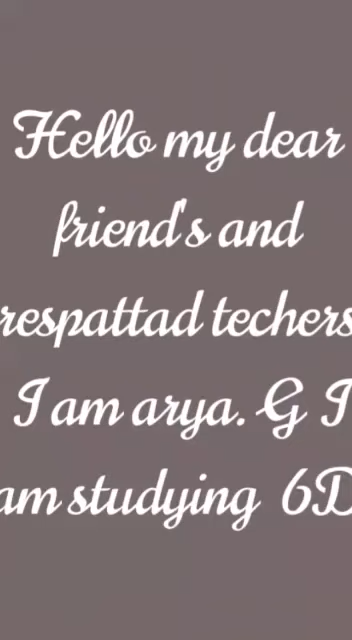 Hello my dear
friend's and
respattad techers
I am arya. G I
am studying 6D